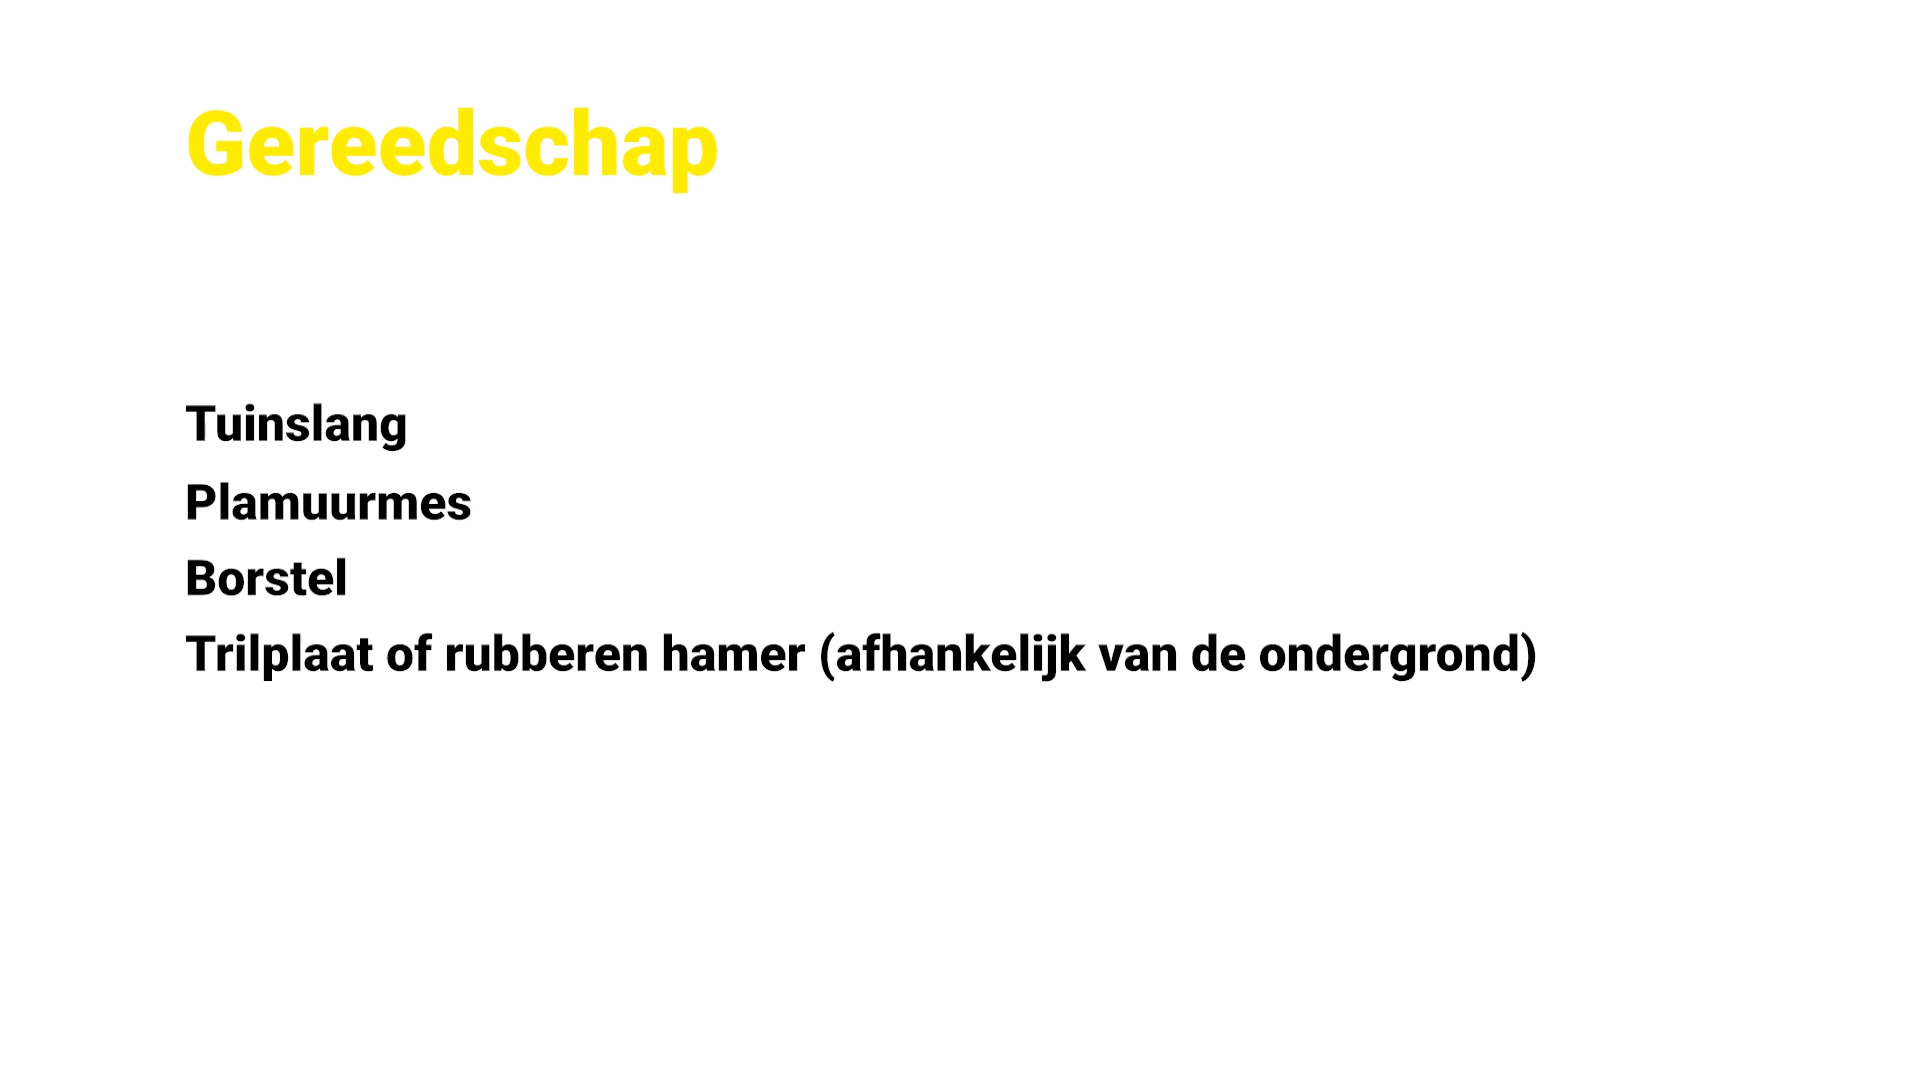 Gereedschap
Tuinslang
Plamuurmes
Borstel
Trilplaat of rubberen hamer (afhankelijk van de ondergrond)